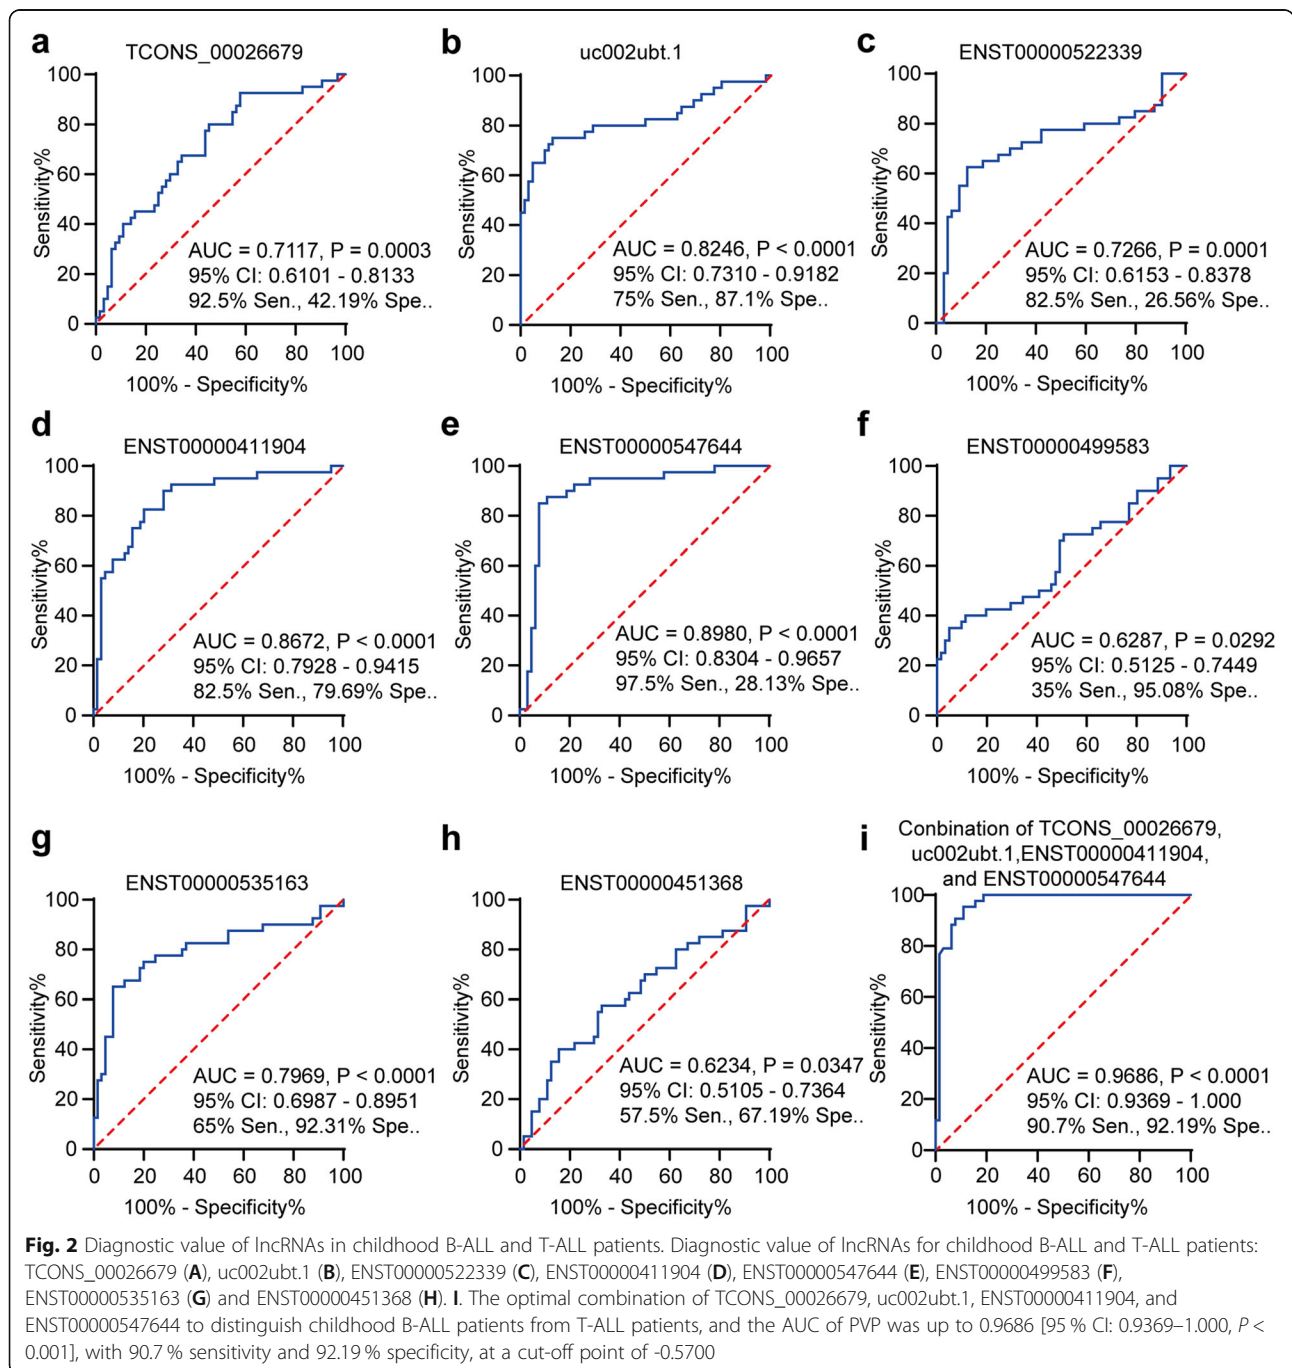 a
TCONS_00026679
100
80
60
40
20
0
Sensitivity%
AUC = 0.7117, P = 0.0003
95% CI: 0.6101 - 0.8133
92.5% Sen., 42.19% Spe..
0 20 40 60 80 100
100% - Specificity%
b
uc002ubt.1
100
80
60
40
20
0
Sensitivity%
AUC = 0.8246, P < 0.0001
95% CI: 0.7310 - 0.9182
75% Sen., 87.1% Spe..
0 20 40 60 80 100
100% - Specificity%
c
ENST00000522339
100
80
60
40
20
0
Sensitivity%
AUC = 0.7266, P = 0.0001
95% CI: 0.6153 - 0.8378
82.5% Sen., 26.56% Spe..
0 20 40 60 80 100
100% - Specificity%
d
ENST00000411904
100
80
60
40
20
0
Sensitivity%
AUC = 0.8672, P < 0.0001
95% CI: 0.7928 - 0.9415
82.5% Sen., 79.69% Spe..
0 20 40 60 80 100
100% - Specificity%
e
ENST00000547644
100
80
60
40
20
0
Sensitivity%
AUC = 0.8980, P < 0.0001
95% CI: 0.8304 - 0.9657
97.5% Sen., 28.13% Spe..
0 20 40 60 80 100
100% - Specificity%
f
ENST00000499583
100
80
60
40
20
0
Sensitivity%
AUC = 0.6287, P = 0.0292
95% CI: 0.5125 - 0.7449
35% Sen., 95.08% Spe..
0 20 40 60 80 100
100% - Specificity%
g
ENST00000535163
100
80
60
40
20
0
Sensitivity%
AUC = 0.7969, P < 0.0001
95% CI: 0.6987 - 0.8951
65% Sen., 92.31% Spe..
0 20 40 60 80 100
100% - Specificity%
h
ENST00000451368
100
80
60
40
20
0
Sensitivity%
AUC = 0.6234, P = 0.0347
95% CI: 0.5105 - 0.7364
57.5% Sen., 67.19% Spe..
0 20 40 60 80 100
100% - Specificity%
i
Conbination of TCONS_00026679,
uc002ubt.1,ENST00000411904,
and ENST00000547644
100
80
60
40
20
0
Sensitivity%
AUC = 0.9686, P < 0.0001
95% CI: 0.9369 - 1.000
90.7% Sen., 92.19% Spe..
0 20 40 60 80 100
100% - Specificity%
Fig. 2 Diagnostic value of lncRNAs in childhood B-ALL and T-ALL patients. Diagnostic value of lncRNAs for childhood B-ALL and T-ALL patients:
TCONS_00026679 (A), uc002ubt.1 (B), ENST00000522339 (C), ENST00000411904 (D), ENST00000547644 (E), ENST00000499583 (F),
ENST00000535163 (G) and ENST00000451368 (H). I. The optimal combination of TCONS_00026679, uc002ubt.1, ENST00000411904, and
ENST00000547644 to distinguish childhood B-ALL patients from T-ALL patients, and the AUC of PVP was up to 0.9686 [95 % CI: 0.9369–1.000, P <
0.001], with 90.7 % sensitivity and 92.19 % specificity, at a cut-off point of -0.5700